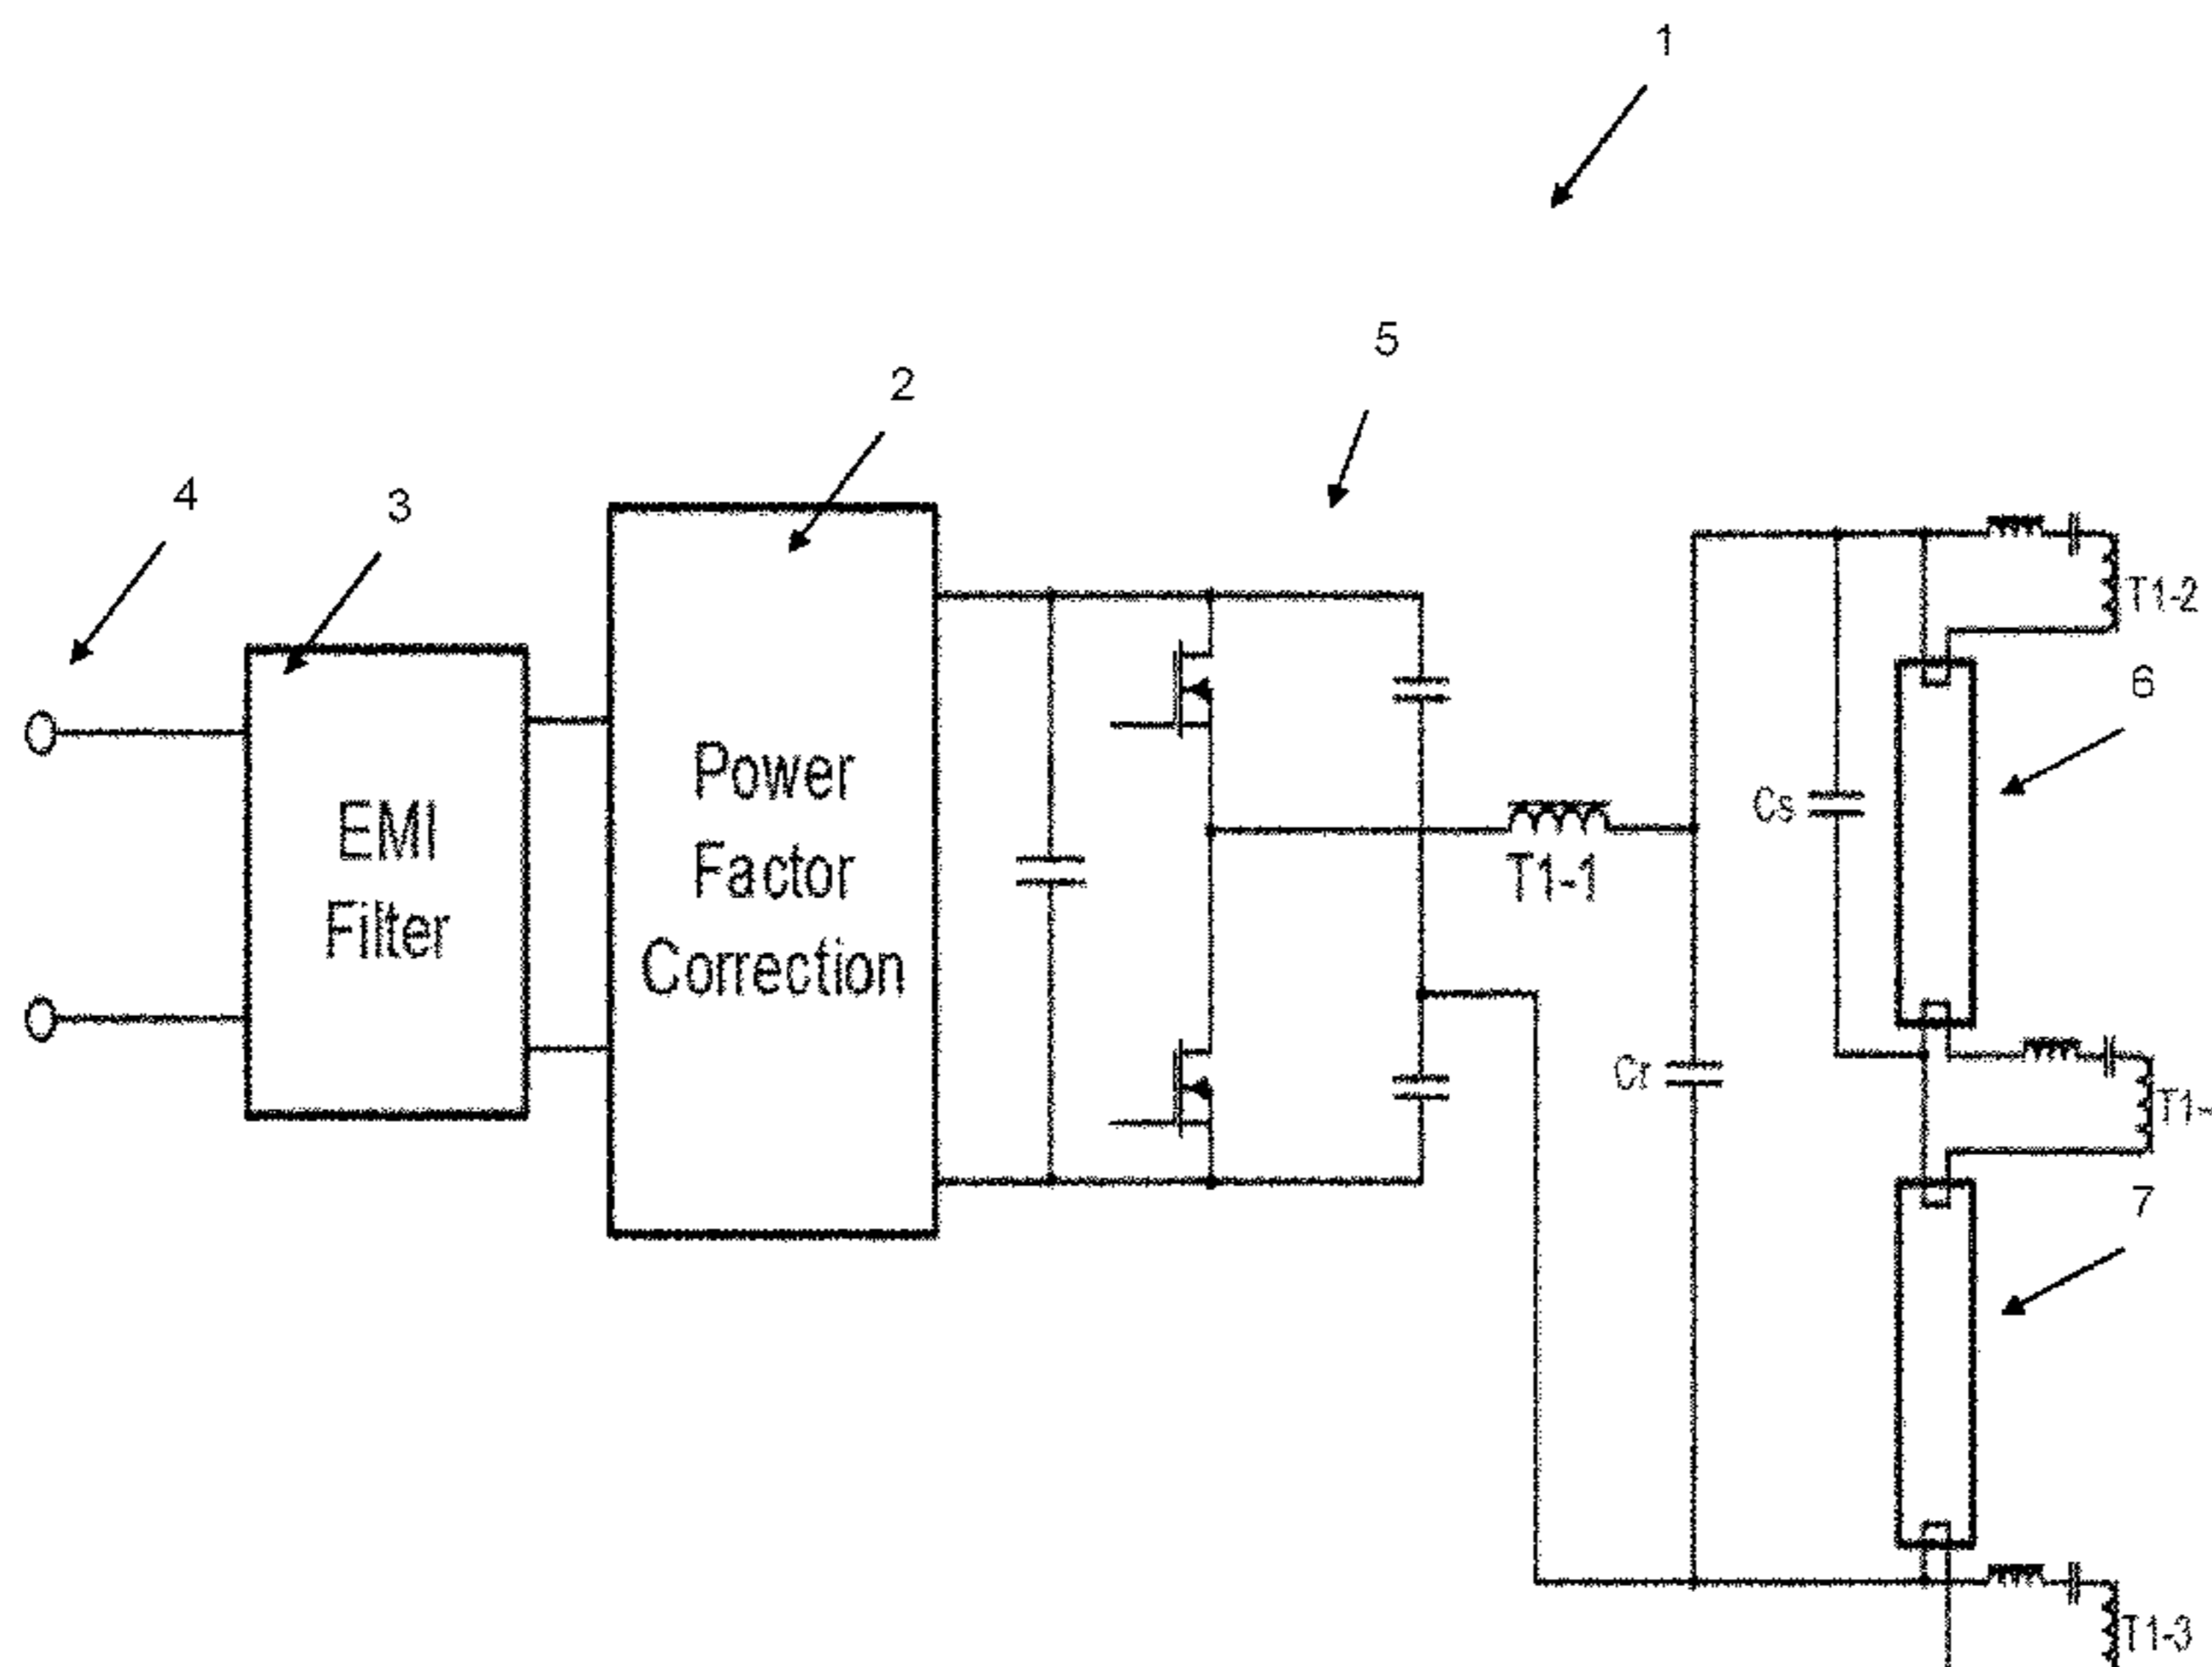 1
5
2
4
3
T1-2
6
Power
Factor
Correction
EMI
Filter
Cs
T1-1
Cr
T1-
7
T1-3